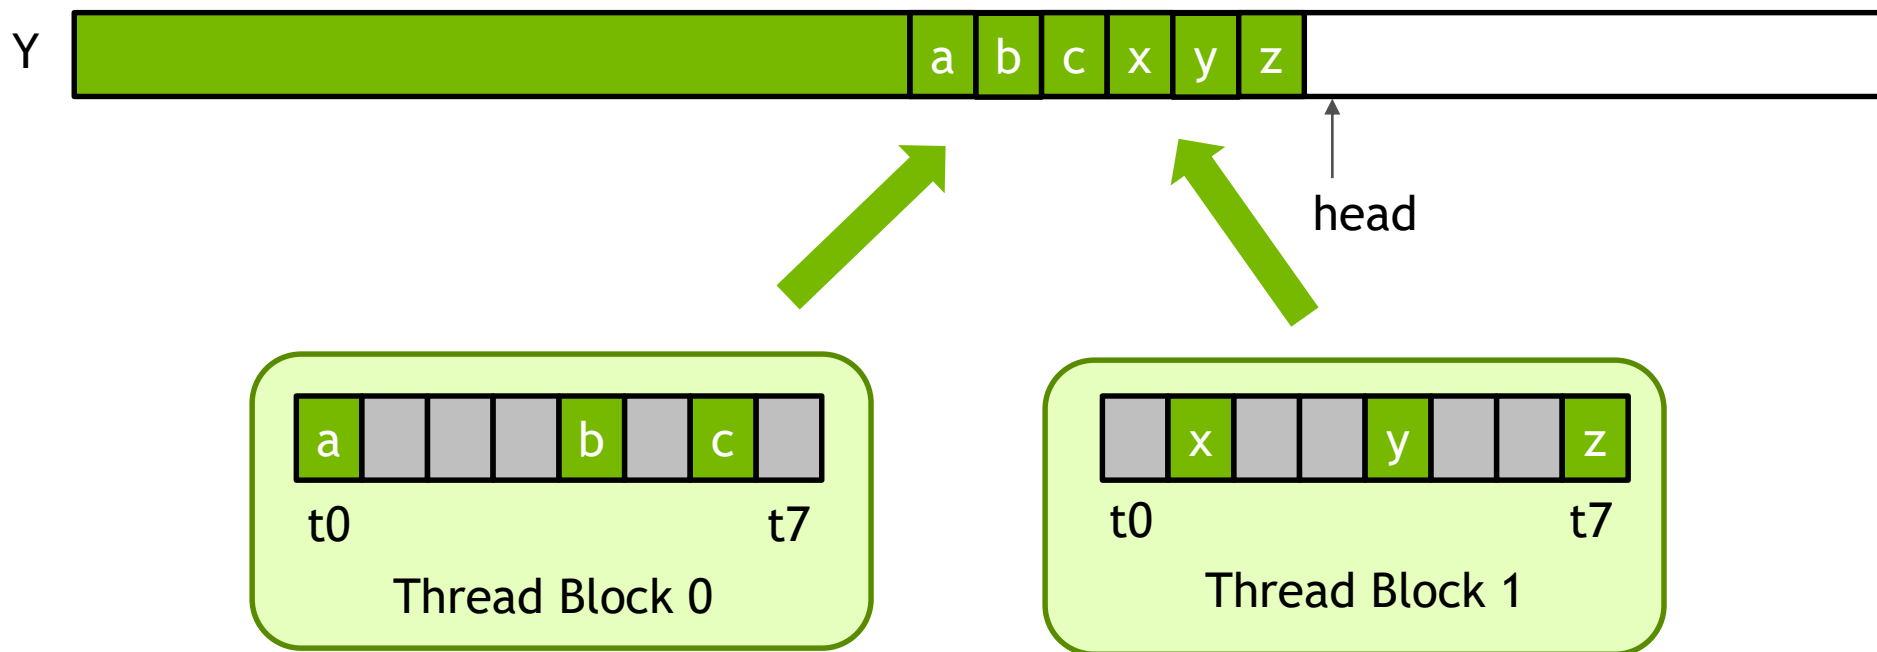 Y a b c x y z
head
a b c
t0 t7
Thread Block 0
x y z
t0 t7
Thread Block 1